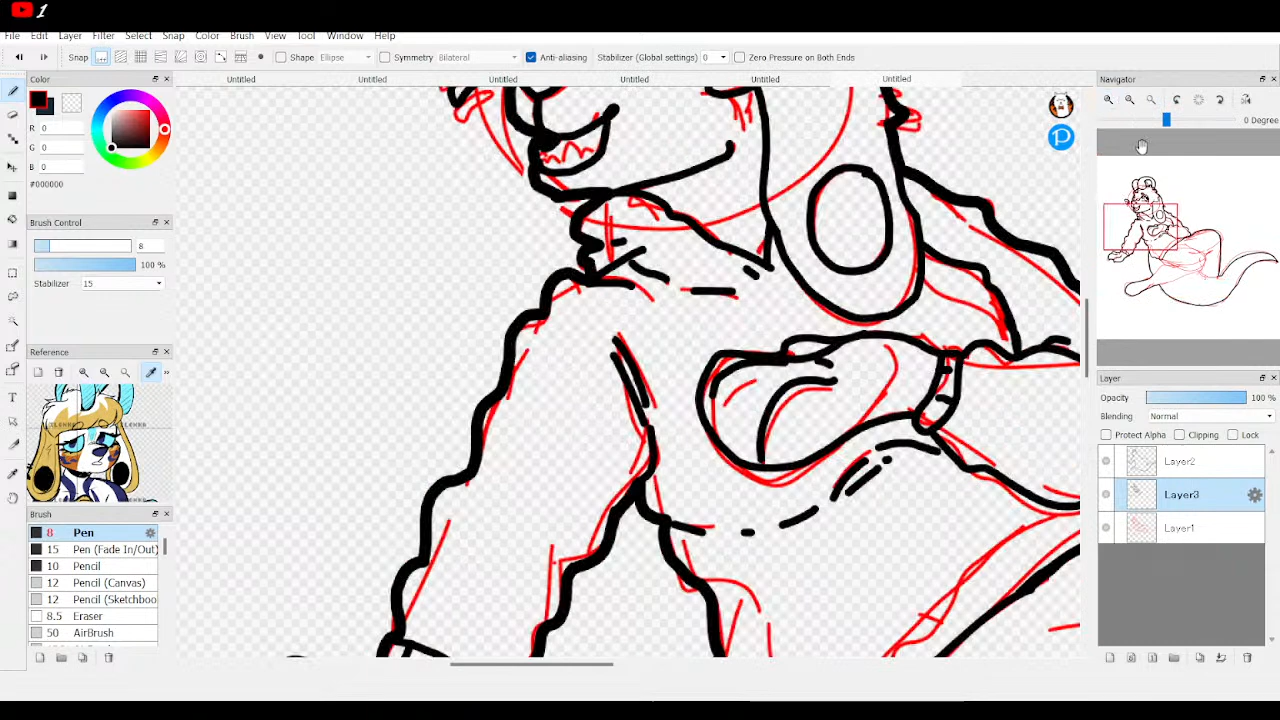 1
File Edit Layer Filter Select Snap Color Brush View Tool Window Help
Snap Shape Ellipse Symmetry Bilateral Anti-aliasing Stabilizer (Global settings) 0 Zero Pressure on Both Ends
Color
Untitled Untitled Untitled Untitled Untitled Untitled
Navigator
R 0
G 0
B 0
#000000
0 Degree
Brush Control
8
100 %
Stabilizer 15
Reference
Layer
Opacity 100 %
Blending Normal
Protect Alpha Clipping Lock
Layer2
Layer3
Layer1
Brush
8 Pen
15 Pen (Fade In/Out)
10 Pencil
12 Pencil (Canvas)
12 Pencil (Sketchboo
8.5 Eraser
50 AirBrush